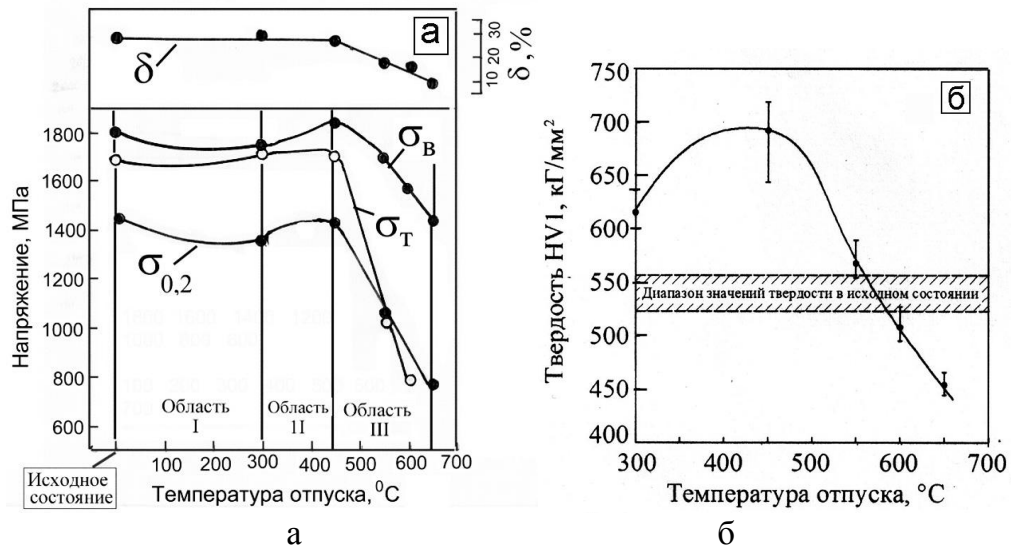 а
30
20
10
δ, %
δ
1800
1600
1400
1200
1000
800
600
Напряжение, МПа
σВ
σТ
σ0,2
Область
I
Область
II
Область
III
100 200 300 400 500 600 700
Исходное
состояние
Температура отпуска, ⁰С
а
б
750
700
650
600
550
500
450
400
Твердость HV1, кГ/мм²
Диапазон значений твердости в исходном состоянии
300 400 500 600 700
Температура отпуска, °С
б